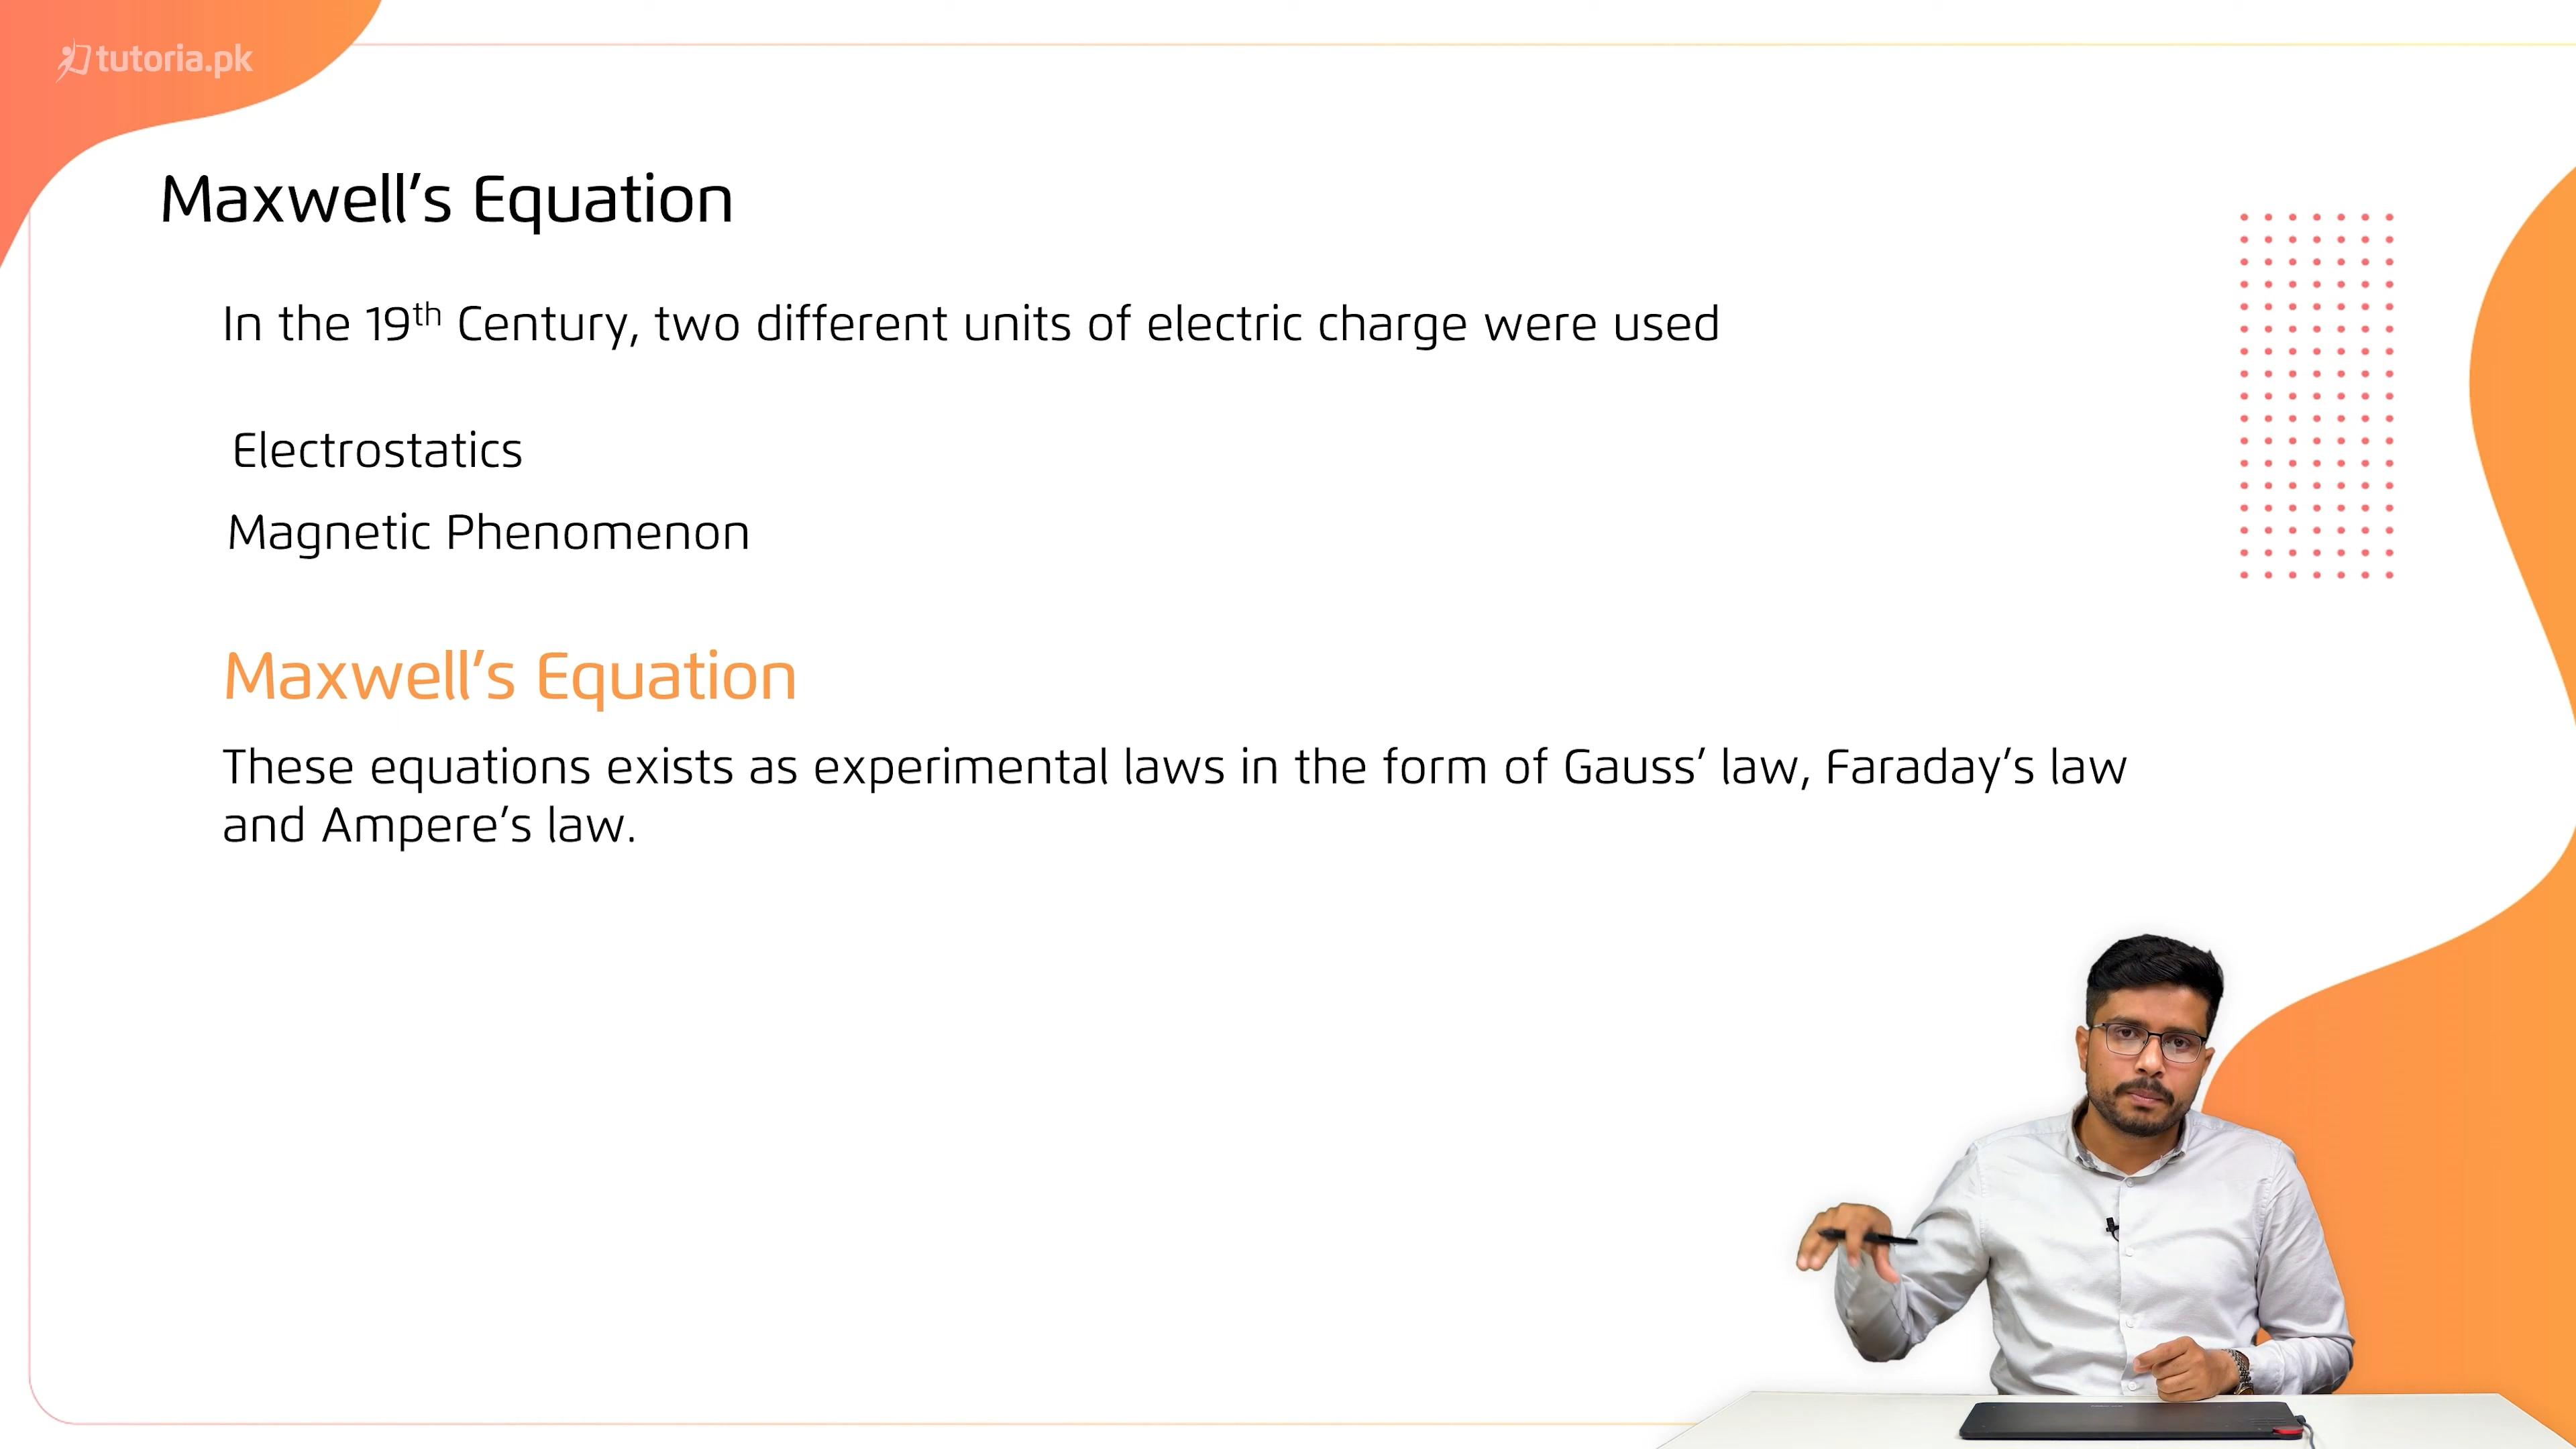 tutoria.pk
Maxwell’s Equation
In the 19th Century, two different units of electric charge were used
Electrostatics
Magnetic Phenomenon
Maxwell’s Equation
These equations exists as experimental laws in the form of Gauss’ law, Faraday’s law
and Ampere’s law.